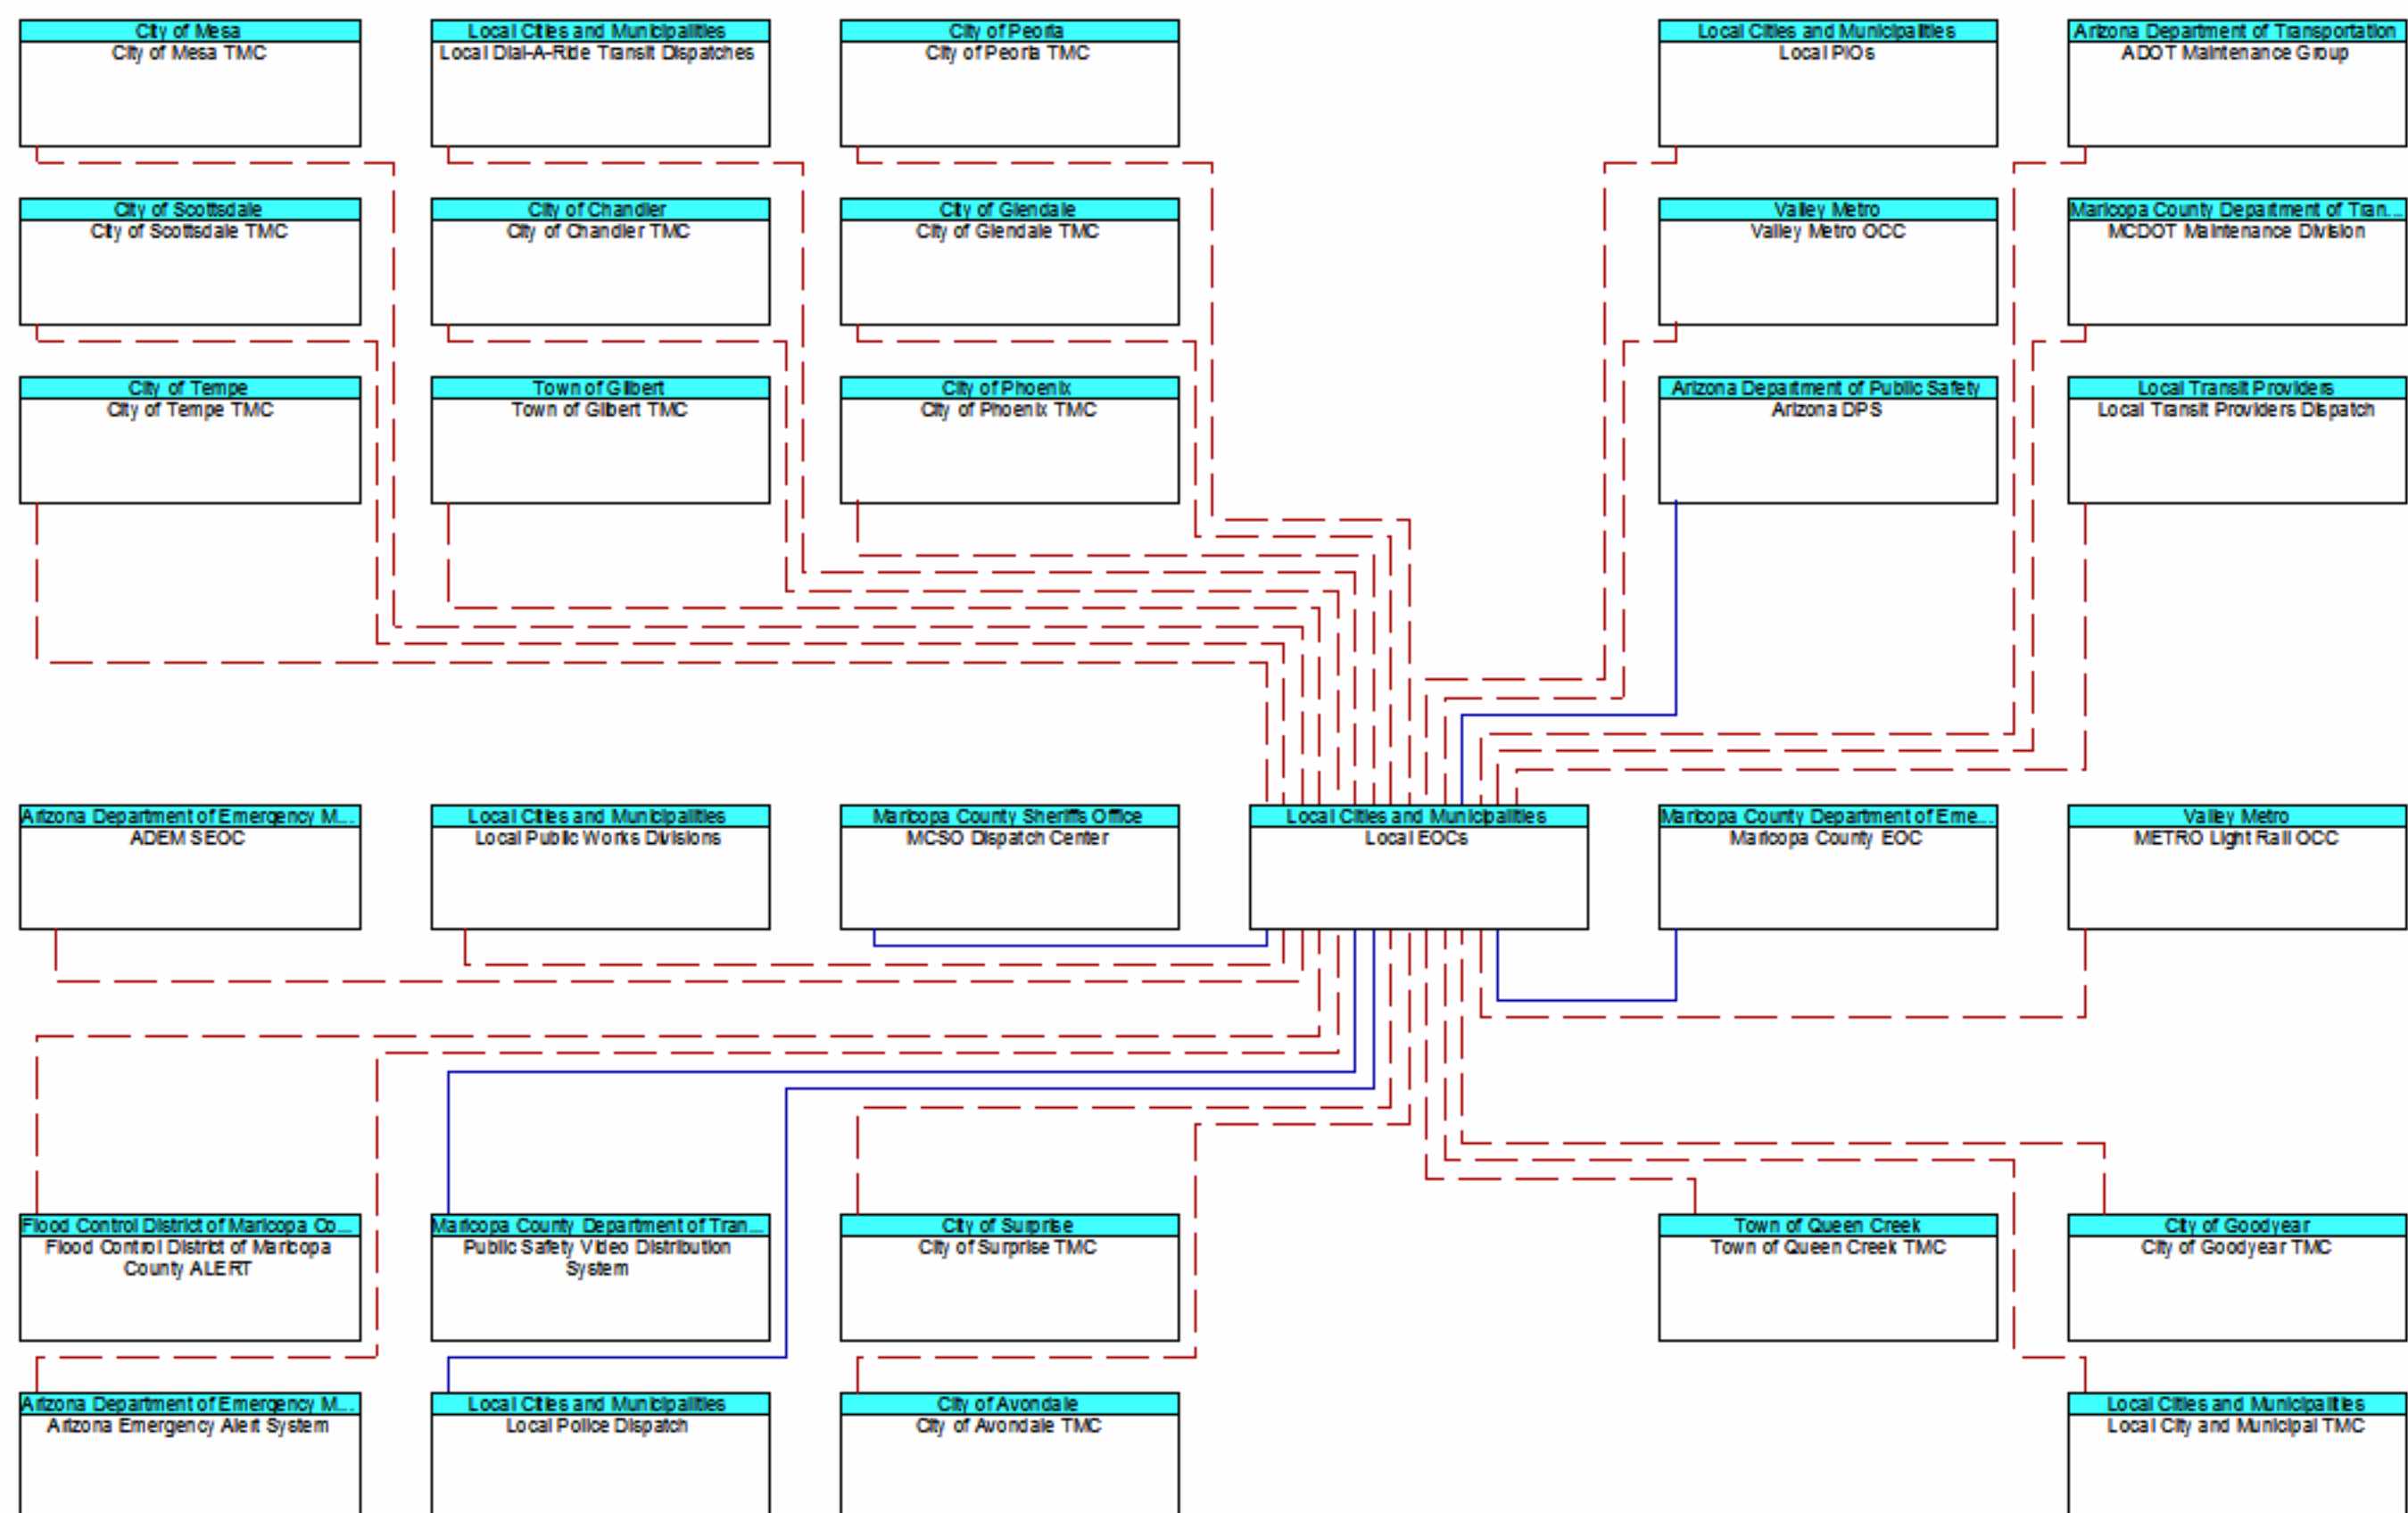 City of Mesa
City of Mesa TMC
Local Cities and Municipalities
Local Dial-A-Ride Transit Dispatches
City of Peoria
City of Peoria TMC
Local Cities and Municipalities
Local PIOs
Arizona Department of Transportation
ADOT Maintenance Group
City of Scottsdale
City of Scottsdale TMC
City of Chandler
City of Chandler TMC
City of Glendale
City of Glendale TMC
Valley Metro
Valley Metro OCC
Maricopa County Department of Tran...
MCDOT Maintenance Division
City of Tempe
City of Tempe TMC
Town of Gilbert
Town of Gilbert TMC
City of Phoenix
City of Phoenix TMC
Arizona Department of Public Safety
Arizona DPS
Local Transit Providers
Local Transit Providers Dispatch
Arizona Department of Emergency M...
ADEM SEOC
Local Cities and Municipalities
Local Public Works Divisions
Maricopa County Sheriffs Office
MCSO Dispatch Center
Local Cities and Municipalities
Local EOCs
Maricopa County Department of Eme...
Maricopa County EOC
Valley Metro
METRO Light Rail OCC
Flood Control District of Maricopa Co...
Flood Control District of Maricopa
County ALERT
Maricopa County Department of Tran...
Public Safety Video Distribution
System
City of Surprise
City of Surprise TMC
Town of Queen Creek
Town of Queen Creek TMC
City of Goodyear
City of Goodyear TMC
Arizona Department of Emergency M...
Arizona Emergency Alert System
Local Cities and Municipalities
Local Police Dispatch
City of Avondale
City of Avondale TMC
Local Cities and Municipalities
Local City and Municipal TMC